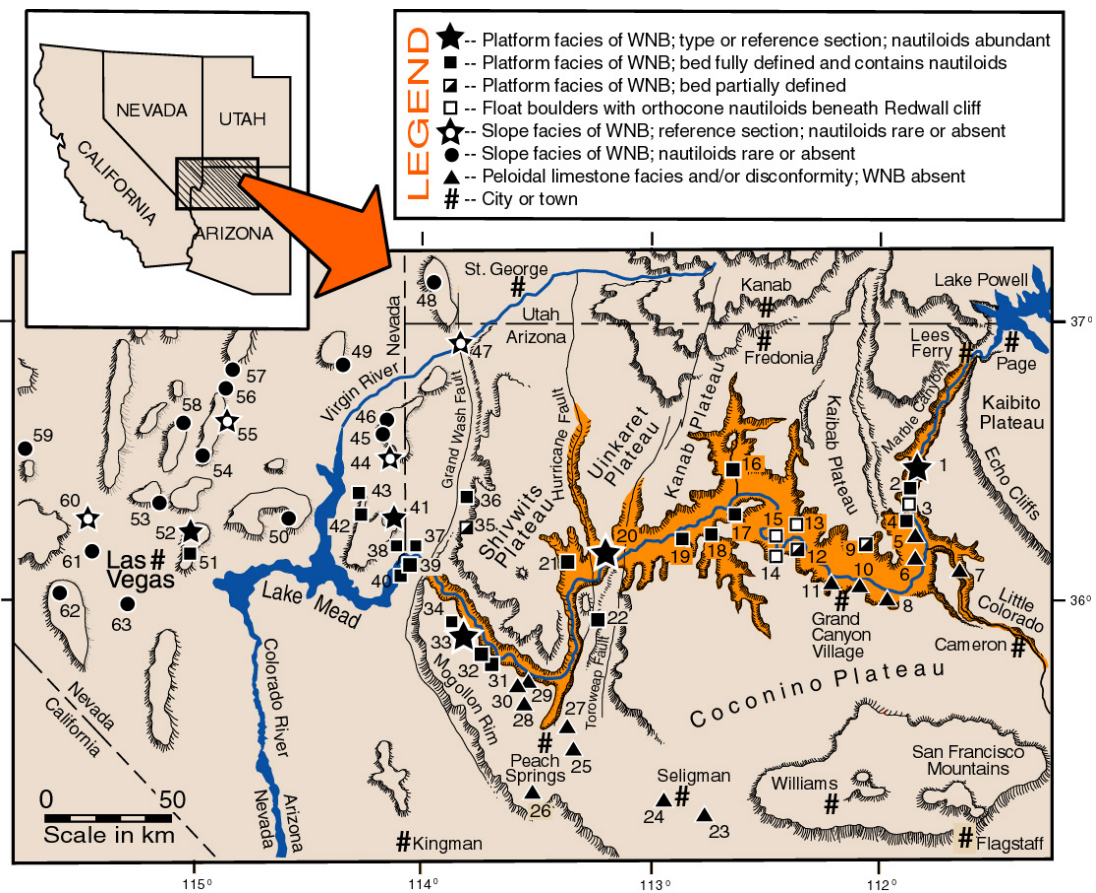 NEVADA
UTAH
CALIFORNIA
ARIZONA
LEGEND
-- Platform facies of WNB; type or reference section; nautiloids abundant
-- Platform facies of WNB; bed fully defined and contains nautiloids
-- Platform facies of WNB; bed partially defined
-- Float boulders with orthocone nautiloids beneath Redwall cliff
-- Slope facies of WNB; reference section; nautiloids rare or absent
-- Slope facies of WNB; nautiloids rare or absent
-- Peloidal limestone facies and/or disconformity; WNB absent
# -- City or town
St. George
#
Kanab
#
Lake Powell
Utah
Arizona
Nevada
Fredonia
#
Lees
Ferry #
#
Page
37°
Virgin River
Grand Wash Fault
Hurricane Fault
Shivwits
Plateau
Uinkaret
Plateau
Kanab Plateau
Kaibab Plateau
Marble Canyon
Kaibito
Plateau
Echo Cliffs
48
47
49
57
56
58
55
59
54
46
45
44
60
53
52
50
43
42
41
36
35
16
1
2
3
4
5
6
7
8
9
10
11
12
13
14
15
17
18
19
20
21
22
61
Las #
Vegas
51
38
37
39
40
62
63
Lake Mead
36°
Little
Colorado
Cameron #
#
Grand
Canyon
Village
34
33
32
31
30
29
28
27
25
26
Mogollon Rim
Toroweap Fault
Coconino Plateau
Colorado River
Nevada
California
#
Peach
Springs
Seligman
#
24
23
Williams
#
San Francisco
Mountains
# Flagstaff
# Kingman
Nevada
Arizona
0 50
Scale in km
115°
114°
113°
112°